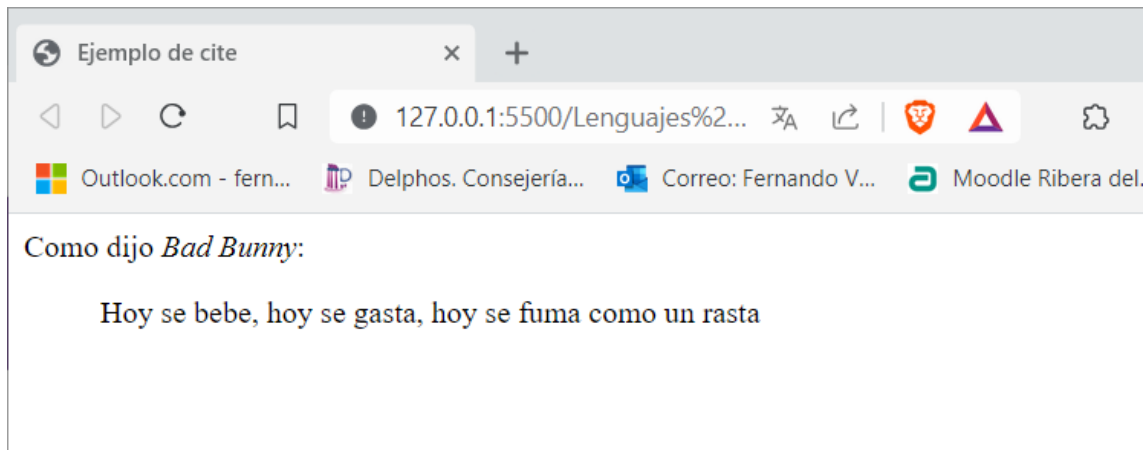 Ejemplo de cite
127.0.0.1:5500/Lenguajes%2...
Outlook.com - fern... Delphos. Consejería... Correo: Fernando V... Moodle Ribera del.
Como dijo Bad Bunny:
Hoy se bebe, hoy se gasta, hoy se fuma como un rasta